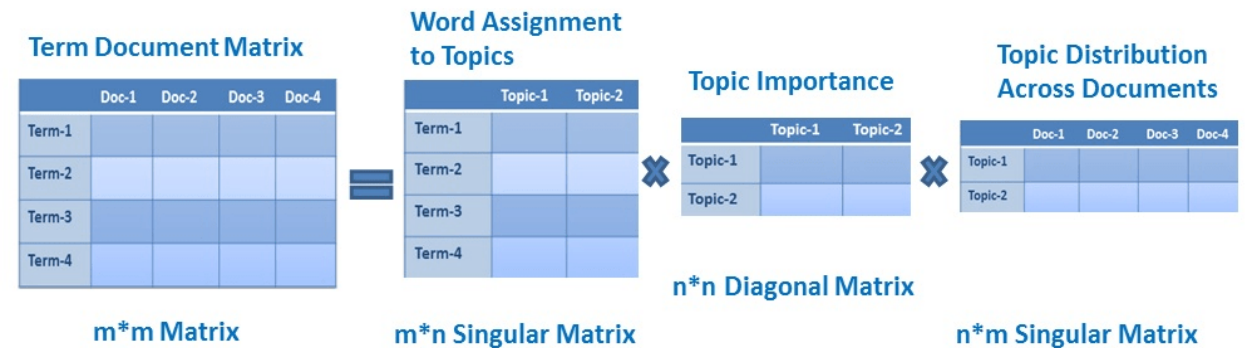 Term Document Matrix
Doc-1 Doc-2 Doc-3 Doc-4
Term-1
Term-2
Term-3
Term-4
m*m Matrix
Word Assignment
to Topics
Topic-1 Topic-2
Term-1
Term-2
Term-3
Term-4
m*n Singular Matrix
Topic Importance
Topic-1 Topic-2
Topic-1
Topic-2
n*n Diagonal Matrix
Topic Distribution
Across Documents
Doc-1 Doc-2 Doc-3 Doc-4
Topic-1
Topic-2
n*m Singular Matrix